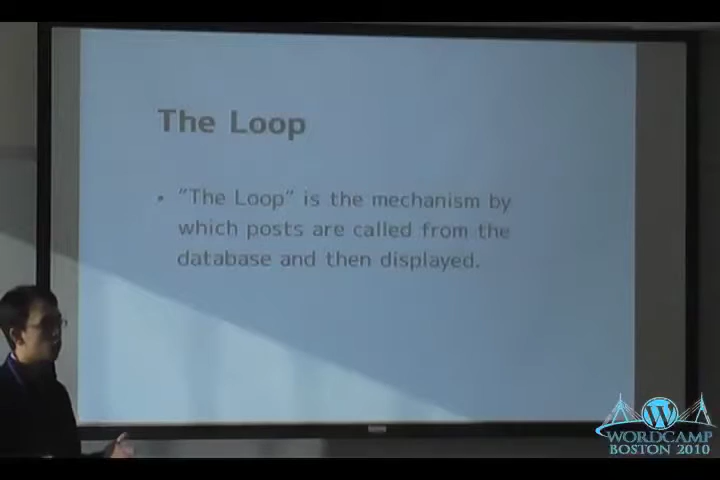 The Loop
• "The Loop" is the mechanism by
which posts are called from the
database and then displayed.
WORDCAMP
BOSTON 2010